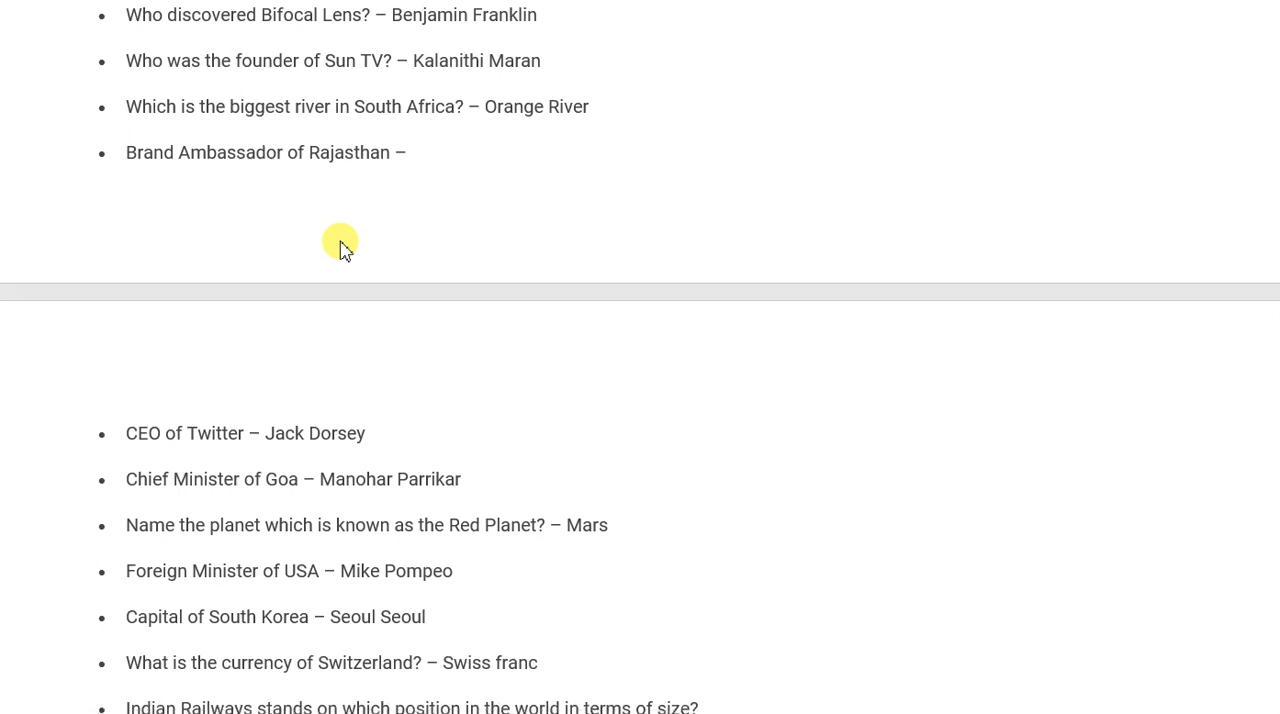 • Who discovered Bifocal Lens? – Benjamin Franklin
• Who was the founder of Sun TV? – Kalanithi Maran
• Which is the biggest river in South Africa? – Orange River
• Brand Ambassador of Rajasthan –
• CEO of Twitter – Jack Dorsey
• Chief Minister of Goa – Manohar Parrikar
• Name the planet which is known as the Red Planet? – Mars
• Foreign Minister of USA – Mike Pompeo
• Capital of South Korea – Seoul Seoul
• What is the currency of Switzerland? – Swiss franc
• Indian Railways stands on which position in the world in terms of size?